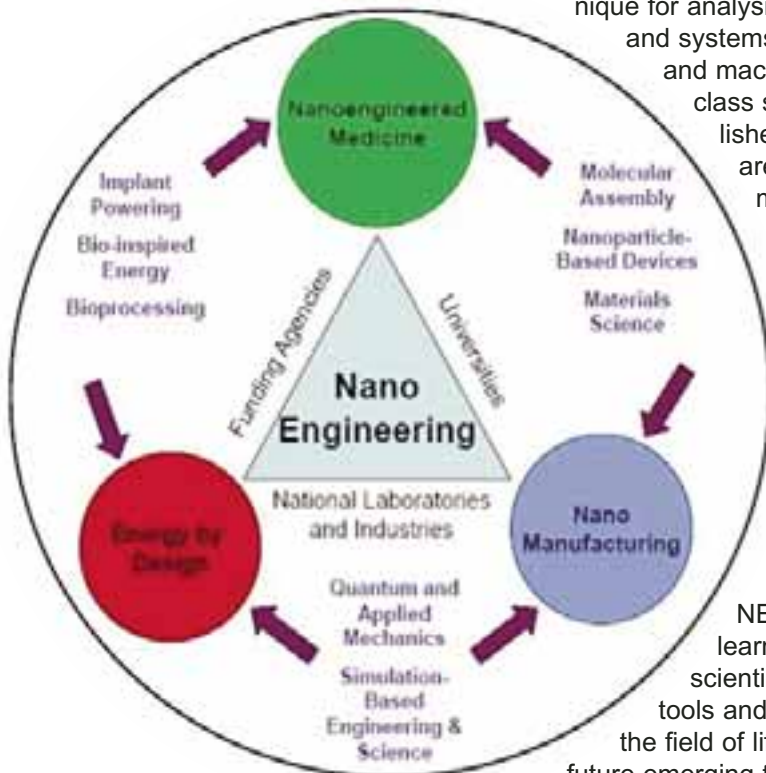 nique for analysi
and systems
and mac
class s
lishe
are
Nanoengineered
Medicine
Implant
Powering
Bio-inspired
Energy
Bioprocessing
Molecular
Assembly
Nanoparticle-
Based Devices
Materials
Science
Funding Agencies
Universities
Nano
Engineering
National Laboratories
and Industries
Energy by
Design
Nano
Manufacturing
Quantum and
Applied
Mechanics
Simulation-
Based
Engineering &
Science
NE
learn
scienti
tools and
the field of li
future emerging